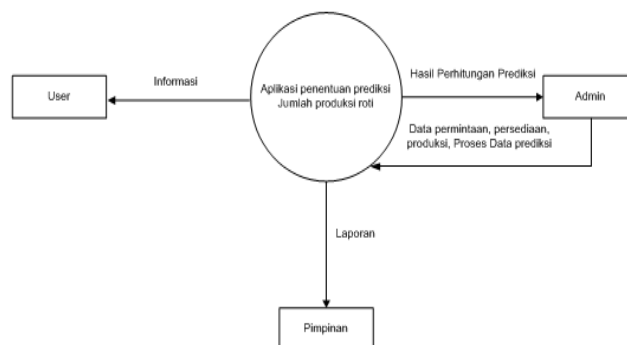 Informasi
User
Aplikasi penentuan prediksi
Jumlah produksi roti
Hasil Perhitungan Prediksi
Admin
Data permintaan, persediaan,
produksi, Proses Data prediksi
Laporan
Pimpinan